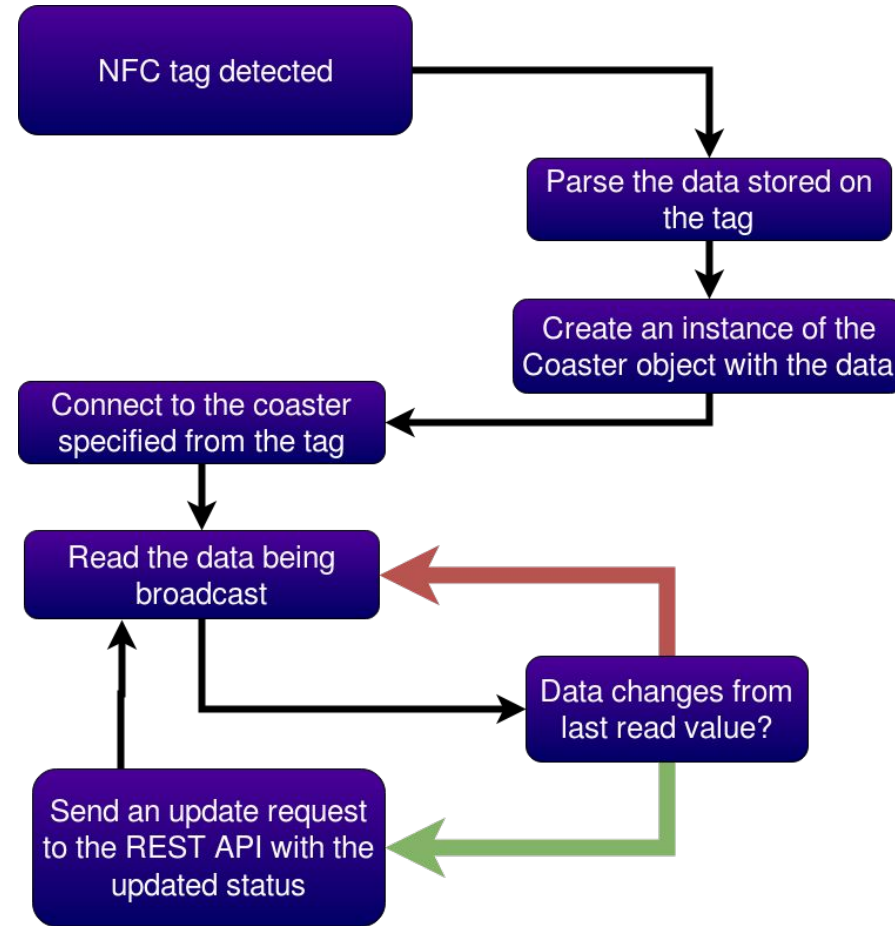 NFC tag detected
Parse the data stored on
the tag
Create an instance of the
Coaster object with the data
Connect to the coaster
specified from the tag
Read the data being
broadcast
Data changes from
last read value?
Send an update request
to the REST API with the
updated status